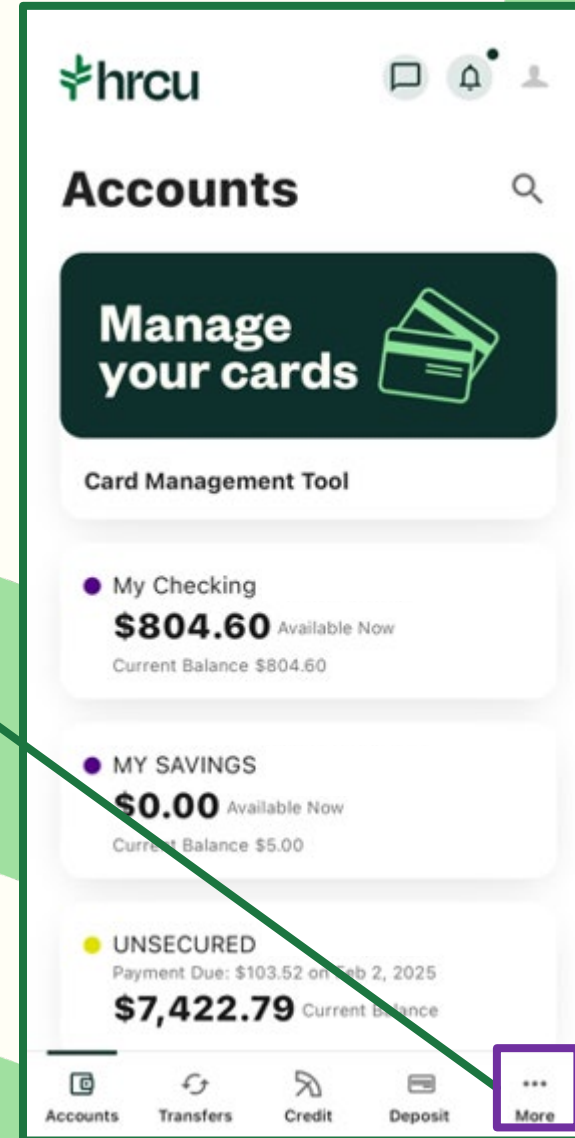 hrcu
Accounts
Manage
your cards
Card Management Tool
My Checking
$804.60 Available Now
Current Balance $804.60
MY SAVINGS
$0.00 Available Now
Current Balance $5.00
UNSECURED
Payment Due: $103.52 on Feb 2, 2025
$7,422.79 Current Balance
Accounts Transfers Credit Deposit More